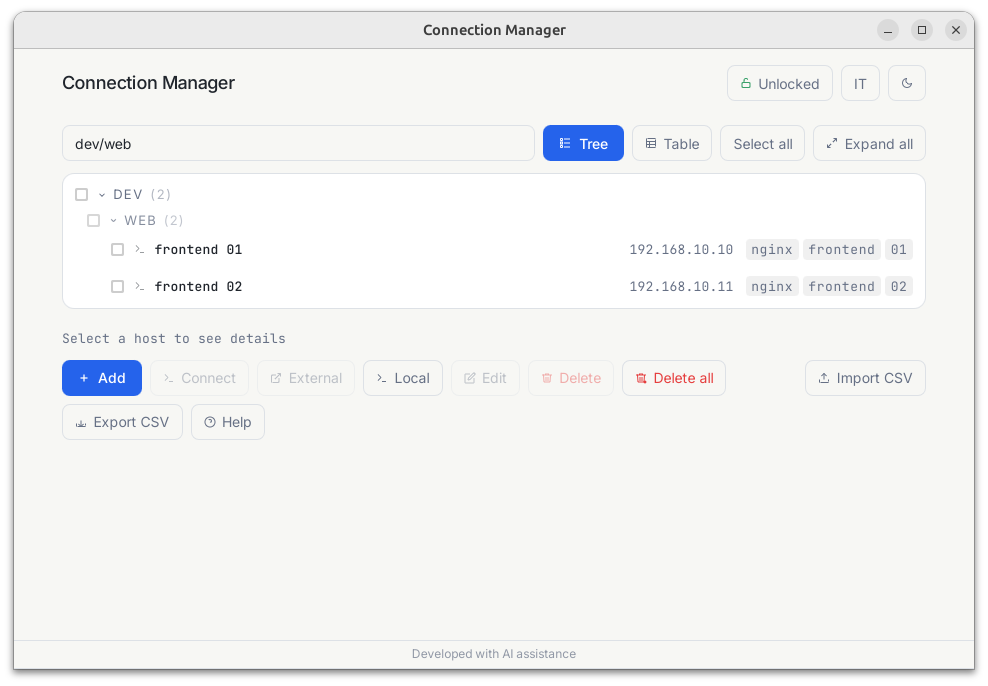 Connection Manager
Connection Manager
Unlocked
IT
dev/web
Tree
Table
Select all
Expand all
DEV (2)
WEB (2)
frontend 01 192.168.10.10 nginx frontend 01
frontend 02 192.168.10.11 nginx frontend 02
Select a host to see details
Add
Connect
External
Local
Edit
Delete
Delete all
Import CSV
Export CSV
Help
Developed with AI assistance